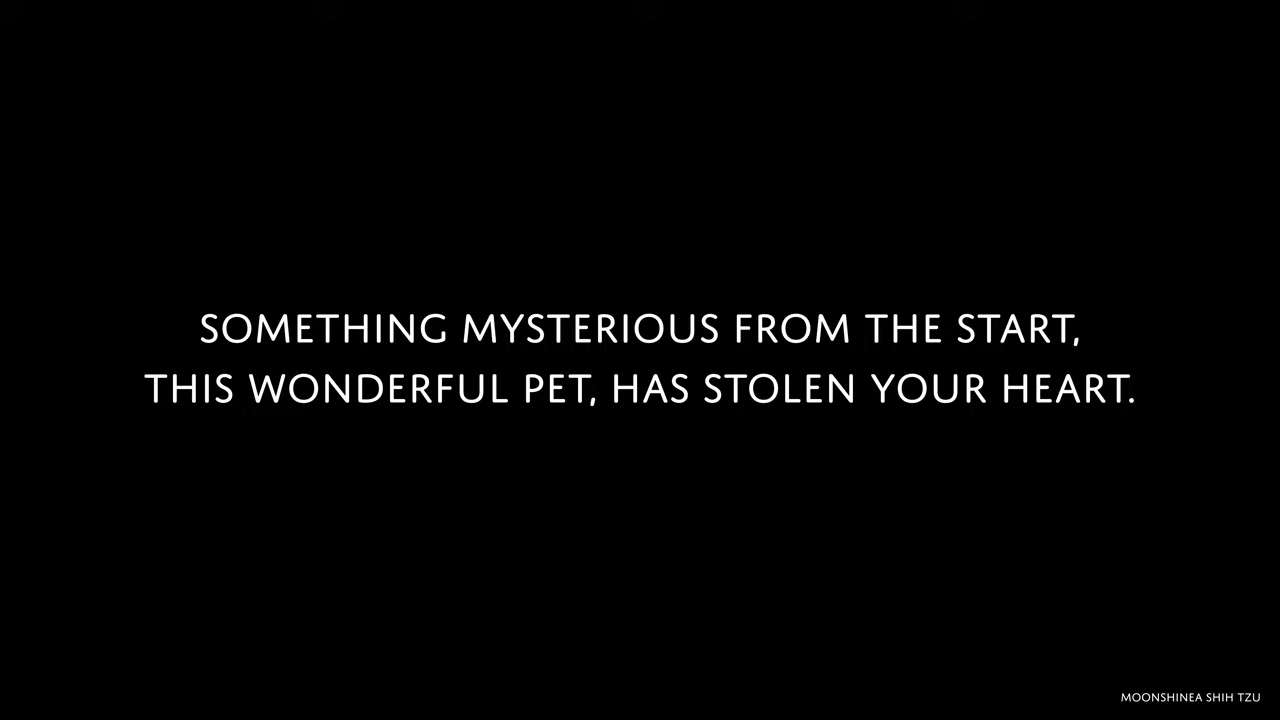 SOMETHING MYSTERIOUS FROM THE START,
THIS WONDERFUL PET, HAS STOLEN YOUR HEART.
MOONSHINEA SHIH TZU